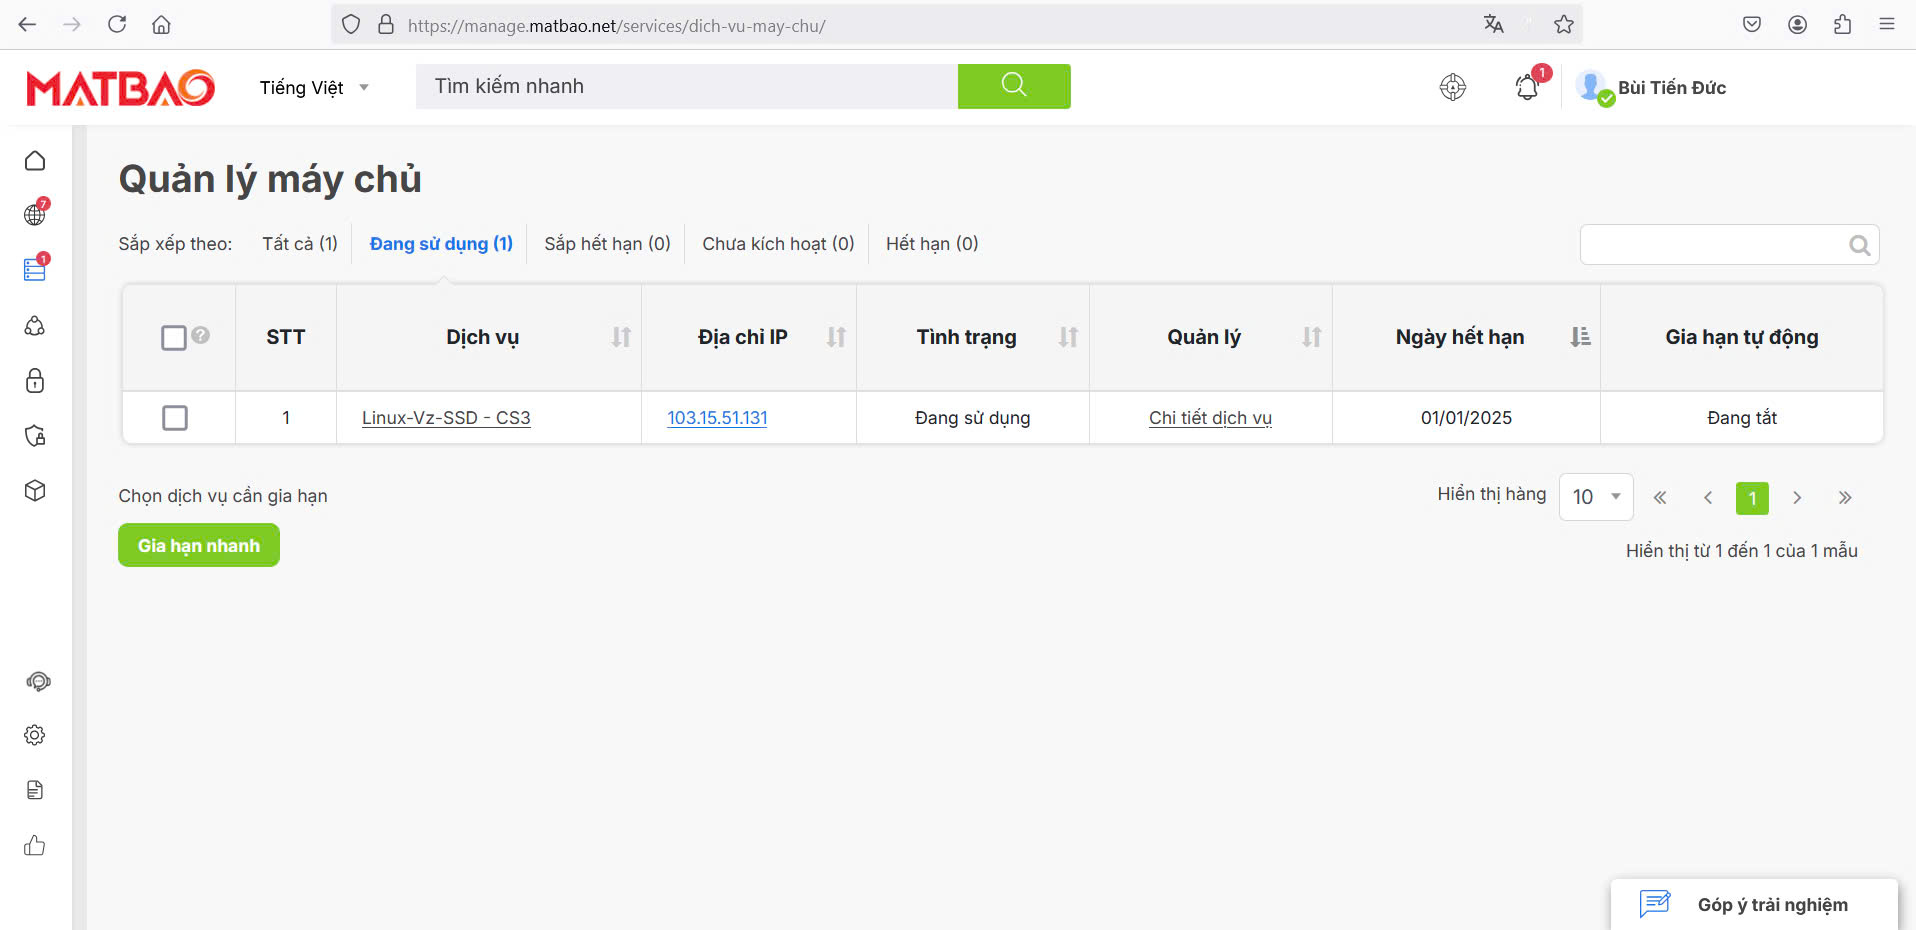 https://manage.matbao.net/services/dich-vu-may-chu/
MATBAO
Tiếng Việt
Tìm kiếm nhanh
1
Bùi Tiến Đức
7
1
Quản lý máy chủ
Sắp xếp theo: Tất cả (1) Đang sử dụng (1) Sắp hết hạn (0) Chưa kích hoạt (0) Hết hạn (0)
? STT Dịch vụ Địa chỉ IP Tình trạng Quản lý Ngày hết hạn Gia hạn tự động
1 Linux-Vz-SSD - CS3 103.15.51.131 Đang sử dụng Chi tiết dịch vụ 01/01/2025 Đang tắt
Chọn dịch vụ cần gia hạn
Gia hạn nhanh
Hiển thị hàng 10 « ‹ 1 › »
Hiển thị từ 1 đến 1 của 1 mẫu
Góp ý trải nghiệm